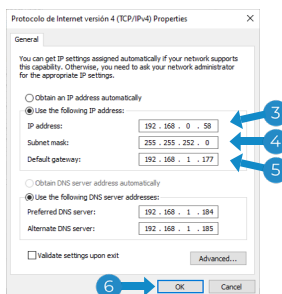 Protocolo de Internet versión 4 (TCP/IPv4) Properties
General
You can get IP settings assigned automatically if your network supports
this capability. Otherwise, you need to ask your network administrator
for the appropriate IP settings.
Obtain an IP address automatically
Use the following IP address:
IP address: 192 . 168 . 0 . 58 3
Subnet mask: 255 . 255 . 252 . 0 4
Default gateway: 192 . 168 . 1 . 177 5
Obtain DNS server address automatically
Use the following DNS server addresses:
Preferred DNS server: 192 . 168 . 1 . 184
Alternate DNS server: 192 . 168 . 1 . 185
Validate settings upon exit Advanced...
6 OK Cancel